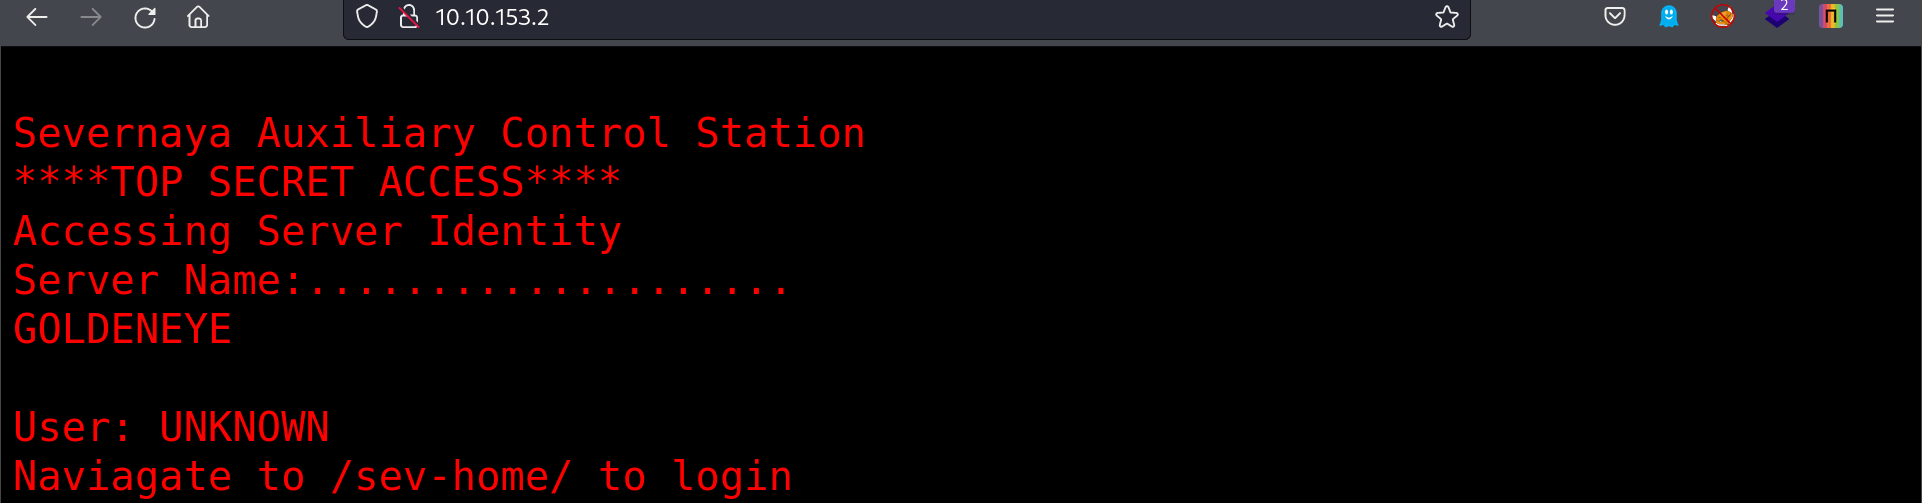 10.10.153.2
2
Severnaya Auxiliary Control Station
****TOP SECRET ACCESS****
Accessing Server Identity
Server Name:....................
GOLDENEYE
User: UNKNOWN
Naviagate to /sev-home/ to login